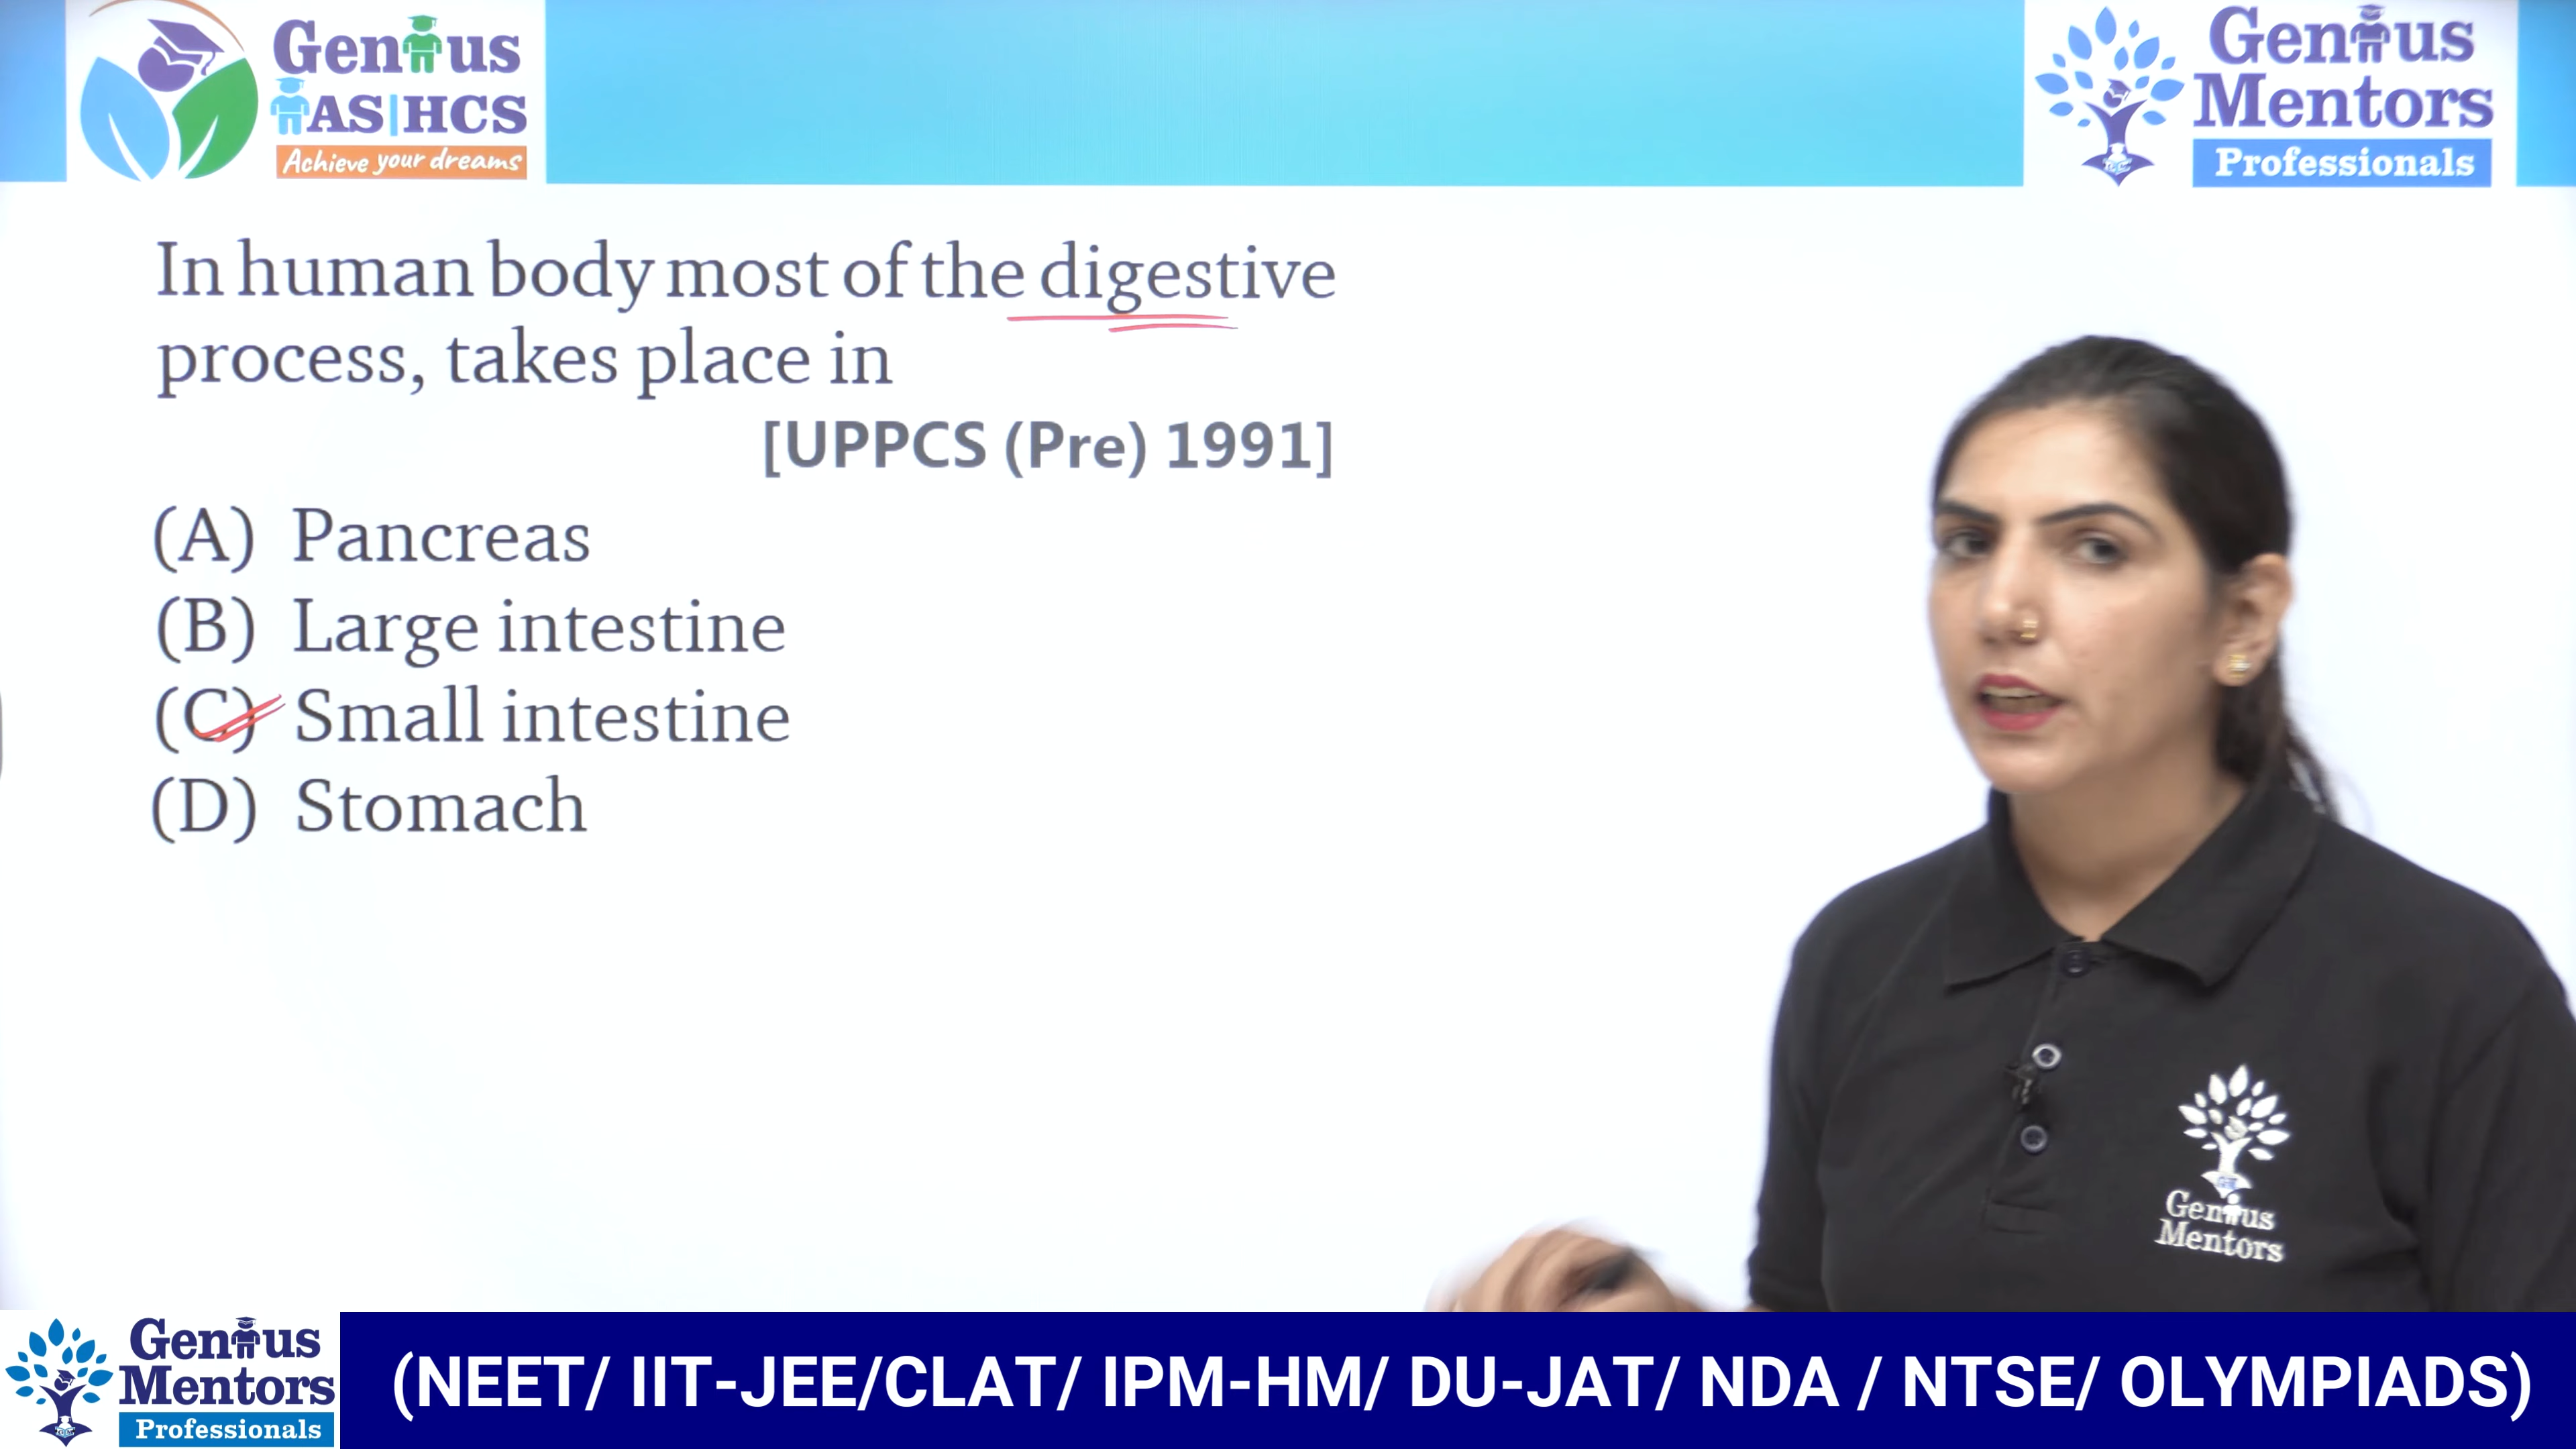 Genius
IAS|HCS
Achieve your dreams
Genius
Mentors
Professionals
In human body most of the digestive
process, takes place in
[UPPCS (Pre) 1991]
(A) Pancreas
(B) Large intestine
(C) Small intestine
(D) Stomach
Genius
Mentors
Genius
Mentors
Professionals
(NEET/ IIT-JEE/CLAT/ IPM-HM/ DU-JAT/ NDA / NTSE/ OLYMPIADS)